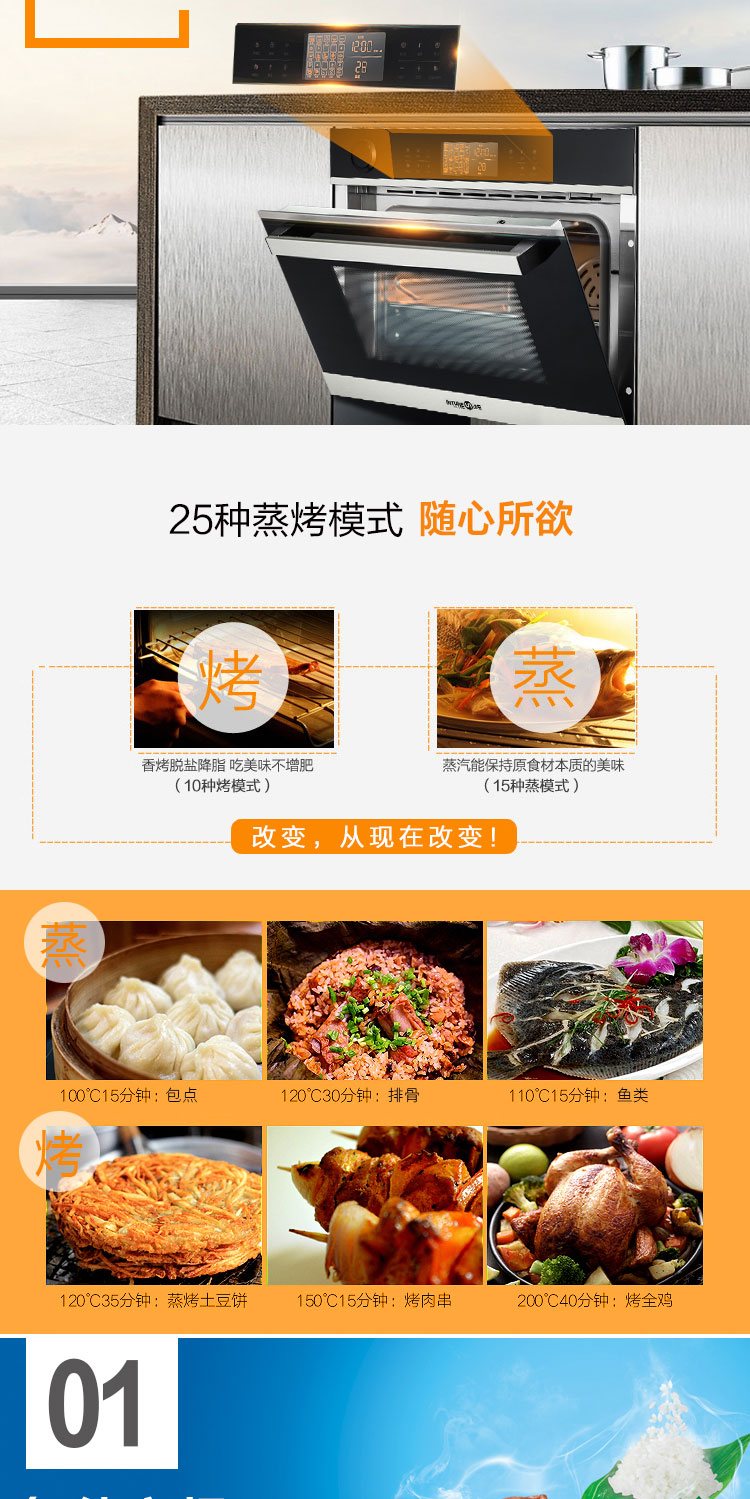 1200
26
25种蒸烤模式 随心所欲
烤
蒸
香烤脱盐降脂 吃美味不增肥
(10种烤模式)
蒸汽能保持原食材本质的美味
(15种蒸模式)
改变，从现在改变！
蒸
100℃15分钟：包点
120℃30分钟：排骨
110℃15分钟：鱼类
烤
120℃35分钟：蒸烤土豆饼
150℃15分钟：烤肉串
200℃40分钟：烤全鸡
01